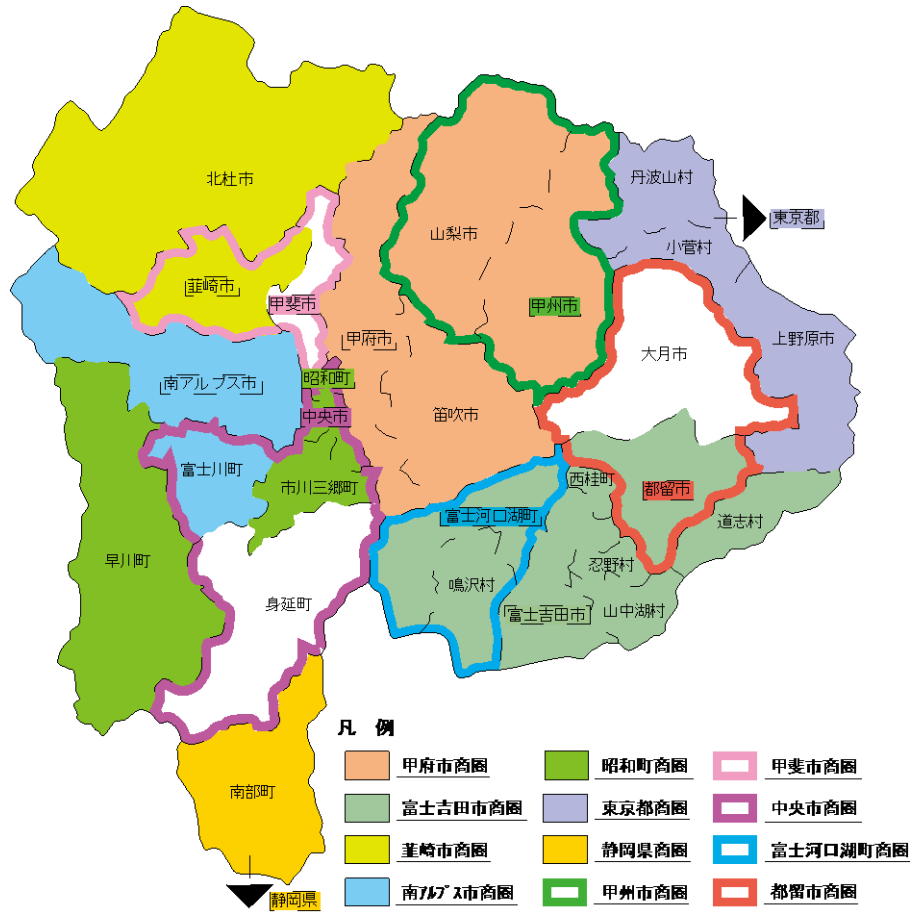 北杜市
丹波山村
東京都
山梨市
小菅村
韮崎市
甲斐市
甲州市
甲府市
上野原市
大月市
南アルプス市
昭和町
中央市
笛吹市
富士川町
市川三郷町
西桂町
都留市
富士河口湖町
道志村
早川町
忍野村
鳴沢村
身延町
富士吉田市
山中湖村
南部町
静岡県
凡 例
甲府市商圏
昭和町商圏
甲斐市商圏
富士吉田市商圏
東京都商圏
中央市商圏
韮崎市商圏
静岡県商圏
富士河口湖町商圏
南ｱﾙﾌﾟｽ市商圏
甲州市商圏
都留市商圏